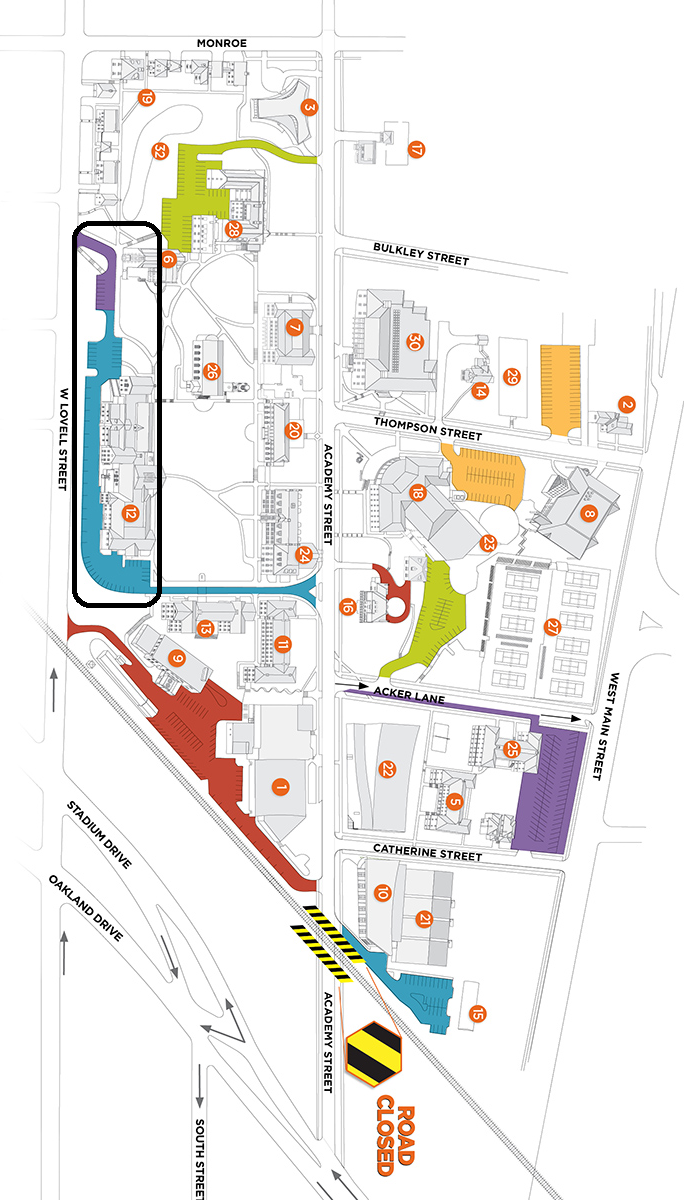 MONROE
19
3
32
17
28
6
BULKLEY STREET
7
30
26
29
14
2
W LOVELL STREET
20
THOMPSON STREET
ACADEMY STREET
18
12
8
23
24
16
27
13
11
9
ACKER LANE
WEST MAIN STREET
25
22
1
5
STADIUM DRIVE
CATHERINE STREET
OAKLAND DRIVE
10
21
15
ACADEMY STREET
ROAD
CLOSED
SOUTH STREET